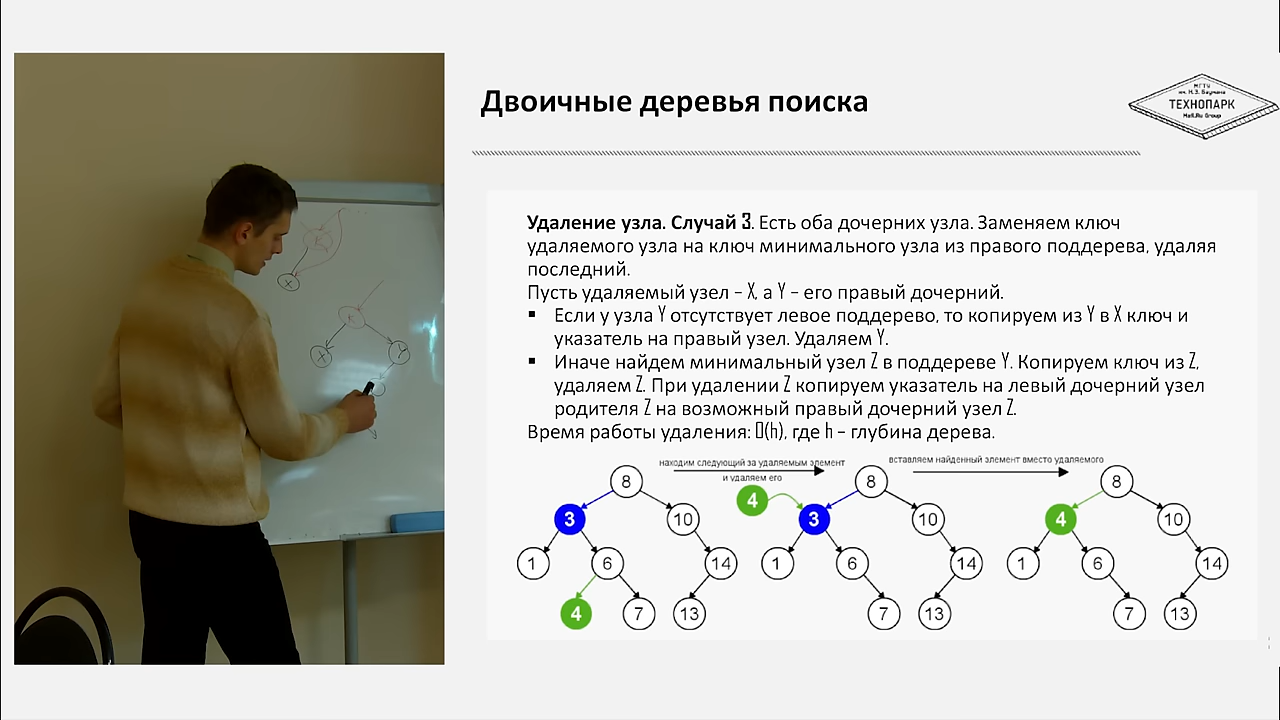 Двоичные деревья поиска
МГТУ
им. Н.Э. Баумана
ТЕХНОПАРК
Mail.Ru Group
Удаление узла. Случай 3. Есть оба дочерних узла. Заменяем ключ
удаляемого узла на ключ минимального узла из правого поддерева, удаляя
последний.
Пусть удаляемый узел – X, а Y – его правый дочерний.
▪ Если у узла Y отсутствует левое поддерево, то копируем из Y в X ключ и
указатель на правый узел. Удаляем Y.
▪ Иначе найдем минимальный узел Z в поддереве Y. Копируем ключ из Z,
удаляем Z. При удалении Z копируем указатель на левый дочерний узел
родителя Z на возможный правый дочерний узел Z.
Время работы удаления: (h), где h – глубина дерева.
находим следующий за удаляемым элемент
и удаляем его
вставляем найденный элемент вместо удаляемого
8
3 10
1 6 14
4 7 13
8
4
3 10
1 6 14
7 13
8
4 10
1 6 14
7 13
X
X Y